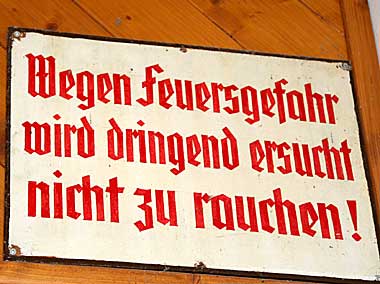 Wegen Feuersgefahr
wird dringend ersucht
nicht zu rauchen!